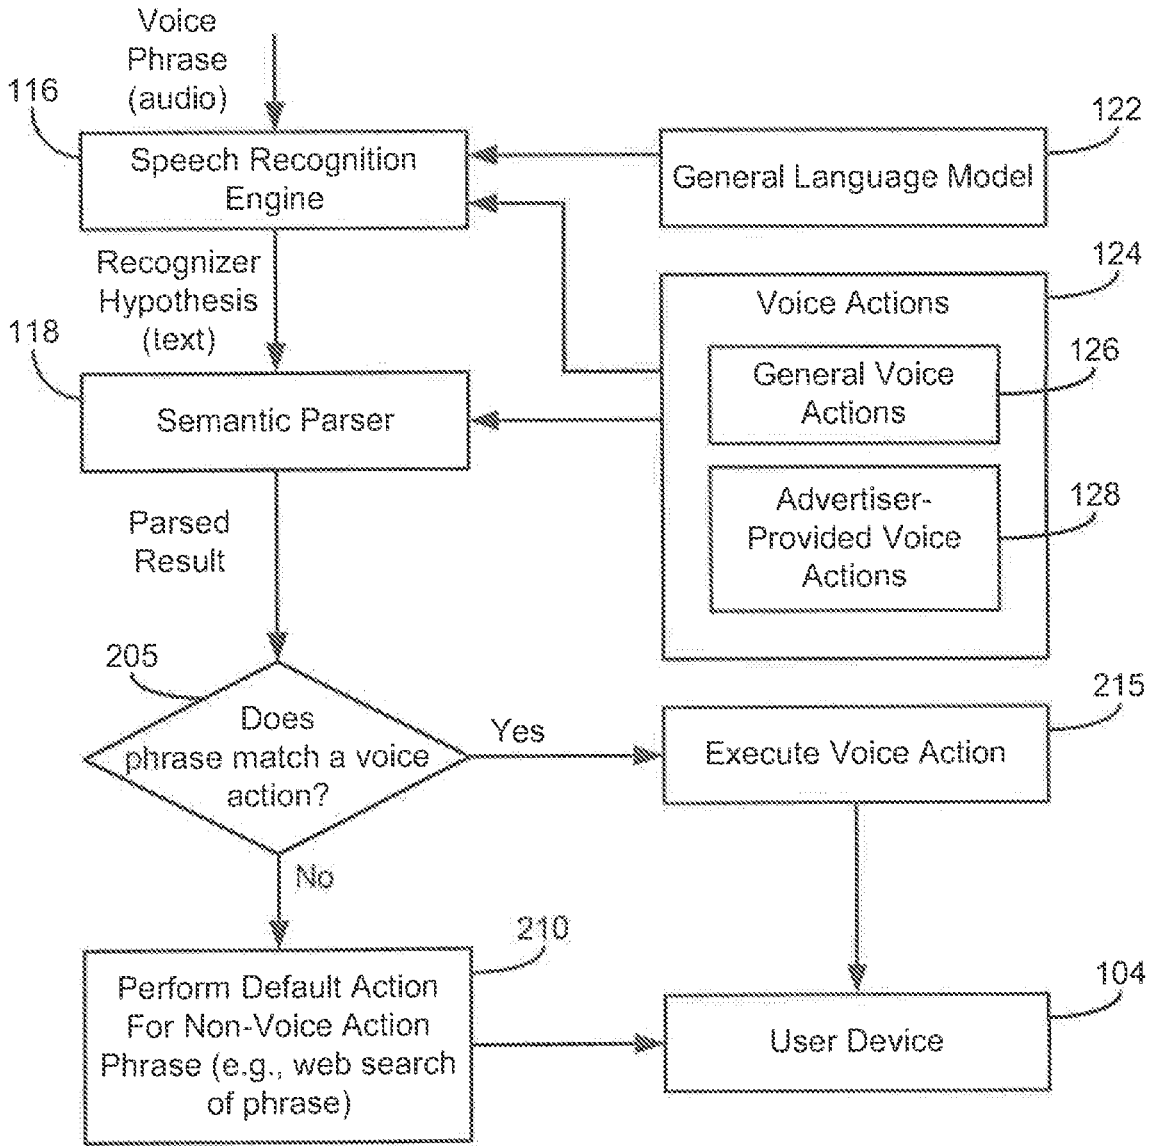 Voice
Phrase
(audio)
116
122
Speech Recognition
Engine
General Language Model
Recognizer
Hypothesis
(text)
124
Voice Actions
118
126
General Voice
Actions
Semantic Parser
128
Advertiser-
Provided Voice
Actions
Parsed
Result
205
215
Does
phrase match a voice
action?
Yes
Execute Voice Action
No
210
Perform Default Action
For Non-Voice Action
Phrase (e.g., web search
of phrase)
104
User Device